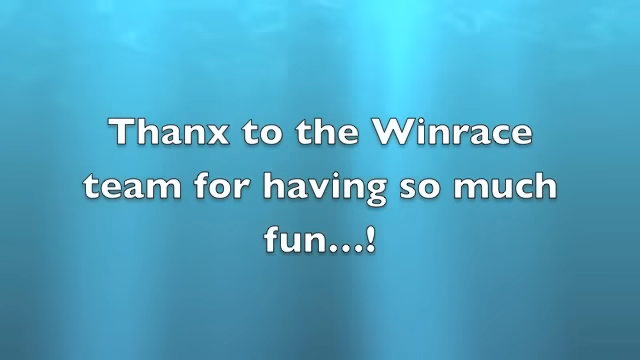 Thanx to the Winrace
team for having so much
fun...!